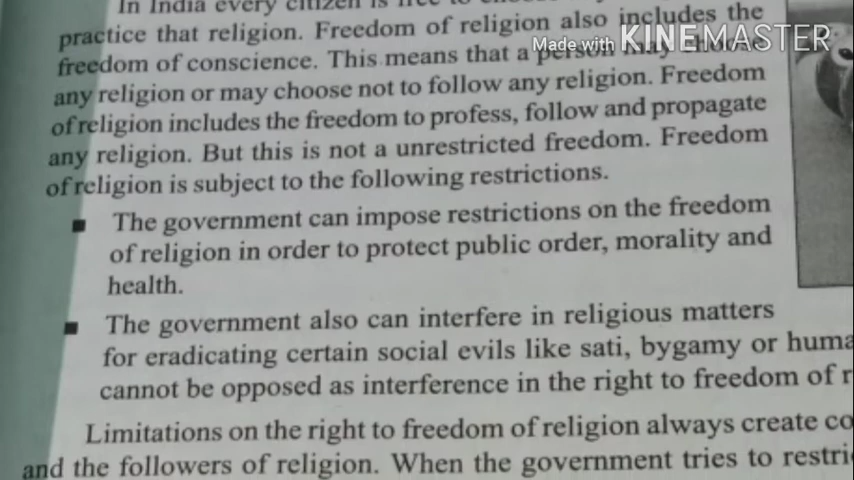 In India every citizen is free to
practice that religion. Freedom of religion also includes the
Made with KINEMASTER
freedom of conscience. This means that a person may
any religion or may choose not to follow any religion. Freedom
of religion includes the freedom to profess, follow and propagate
any religion. But this is not a unrestricted freedom. Freedom
of religion is subject to the following restrictions.
■ The government can impose restrictions on the freedom
of religion in order to protect public order, morality and
health.
■ The government also can interfere in religious matters
for eradicating certain social evils like sati, bygamy or huma
cannot be opposed as interference in the right to freedom of r
Limitations on the right to freedom of religion always create co
and the followers of religion. When the government tries to restri